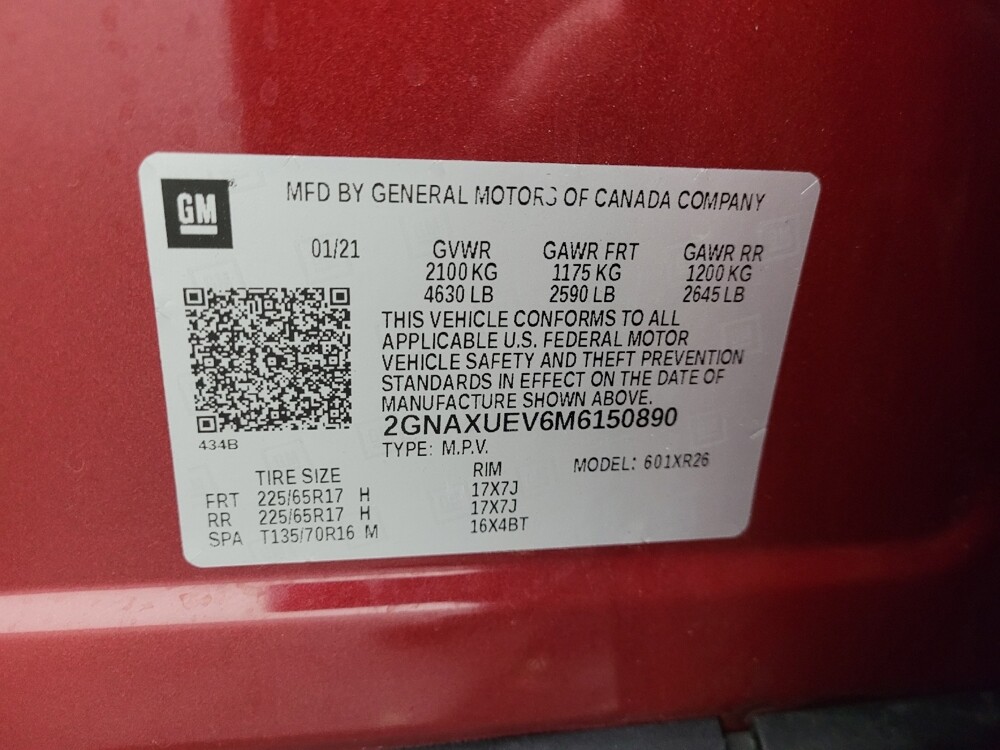 GM
MFD BY GENERAL MOTORS OF CANADA COMPANY
01/21 GVWR GAWR FRT GAWR RR
2100 KG 1175 KG 1200 KG
4630 LB 2590 LB 2645 LB
THIS VEHICLE CONFORMS TO ALL
APPLICABLE U.S. FEDERAL MOTOR
VEHICLE SAFETY AND THEFT PREVENTION
STANDARDS IN EFFECT ON THE DATE OF
MANUFACTURE SHOWN ABOVE.
2GNAXUEV6M6150890
434B
TYPE: M.P.V.
MODEL: 601XR26
TIRE SIZE RIM
FRT 225/65R17 H 17X7J
RR 225/65R17 H 17X7J
SPA T135/70R16 M 16X4BT